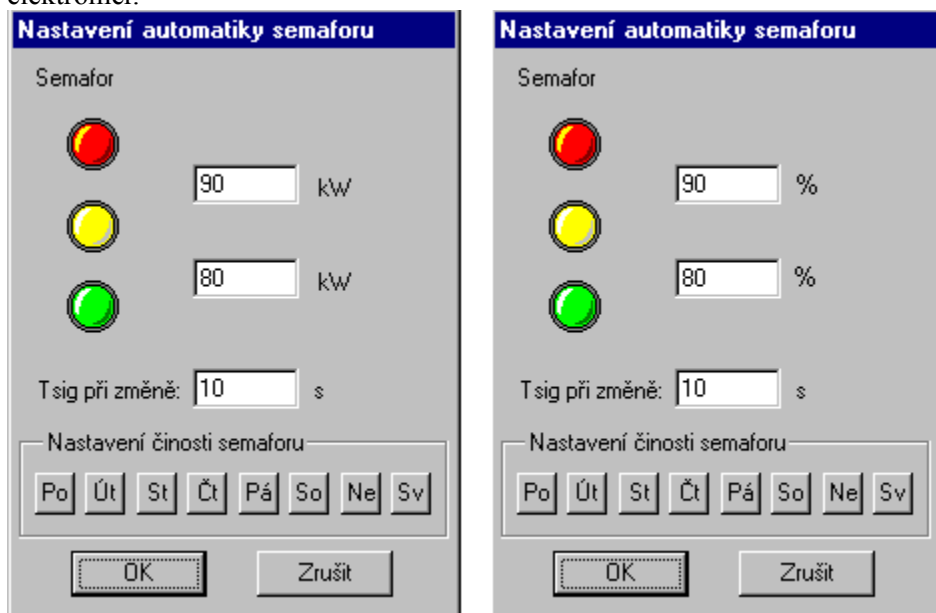 Nastavení automatiky semaforu
Semafor
90 kW
80 kW
Tsig při změně: 10 s
Nastavení činosti semaforu
Po Út St Čt Pá So Ne Sv
OK Zrušit
Nastavení automatiky semaforu
Semafor
90 %
80 %
Tsig při změně: 10 s
Nastavení činosti semaforu
Po Út St Čt Pá So Ne Sv
OK Zrušit